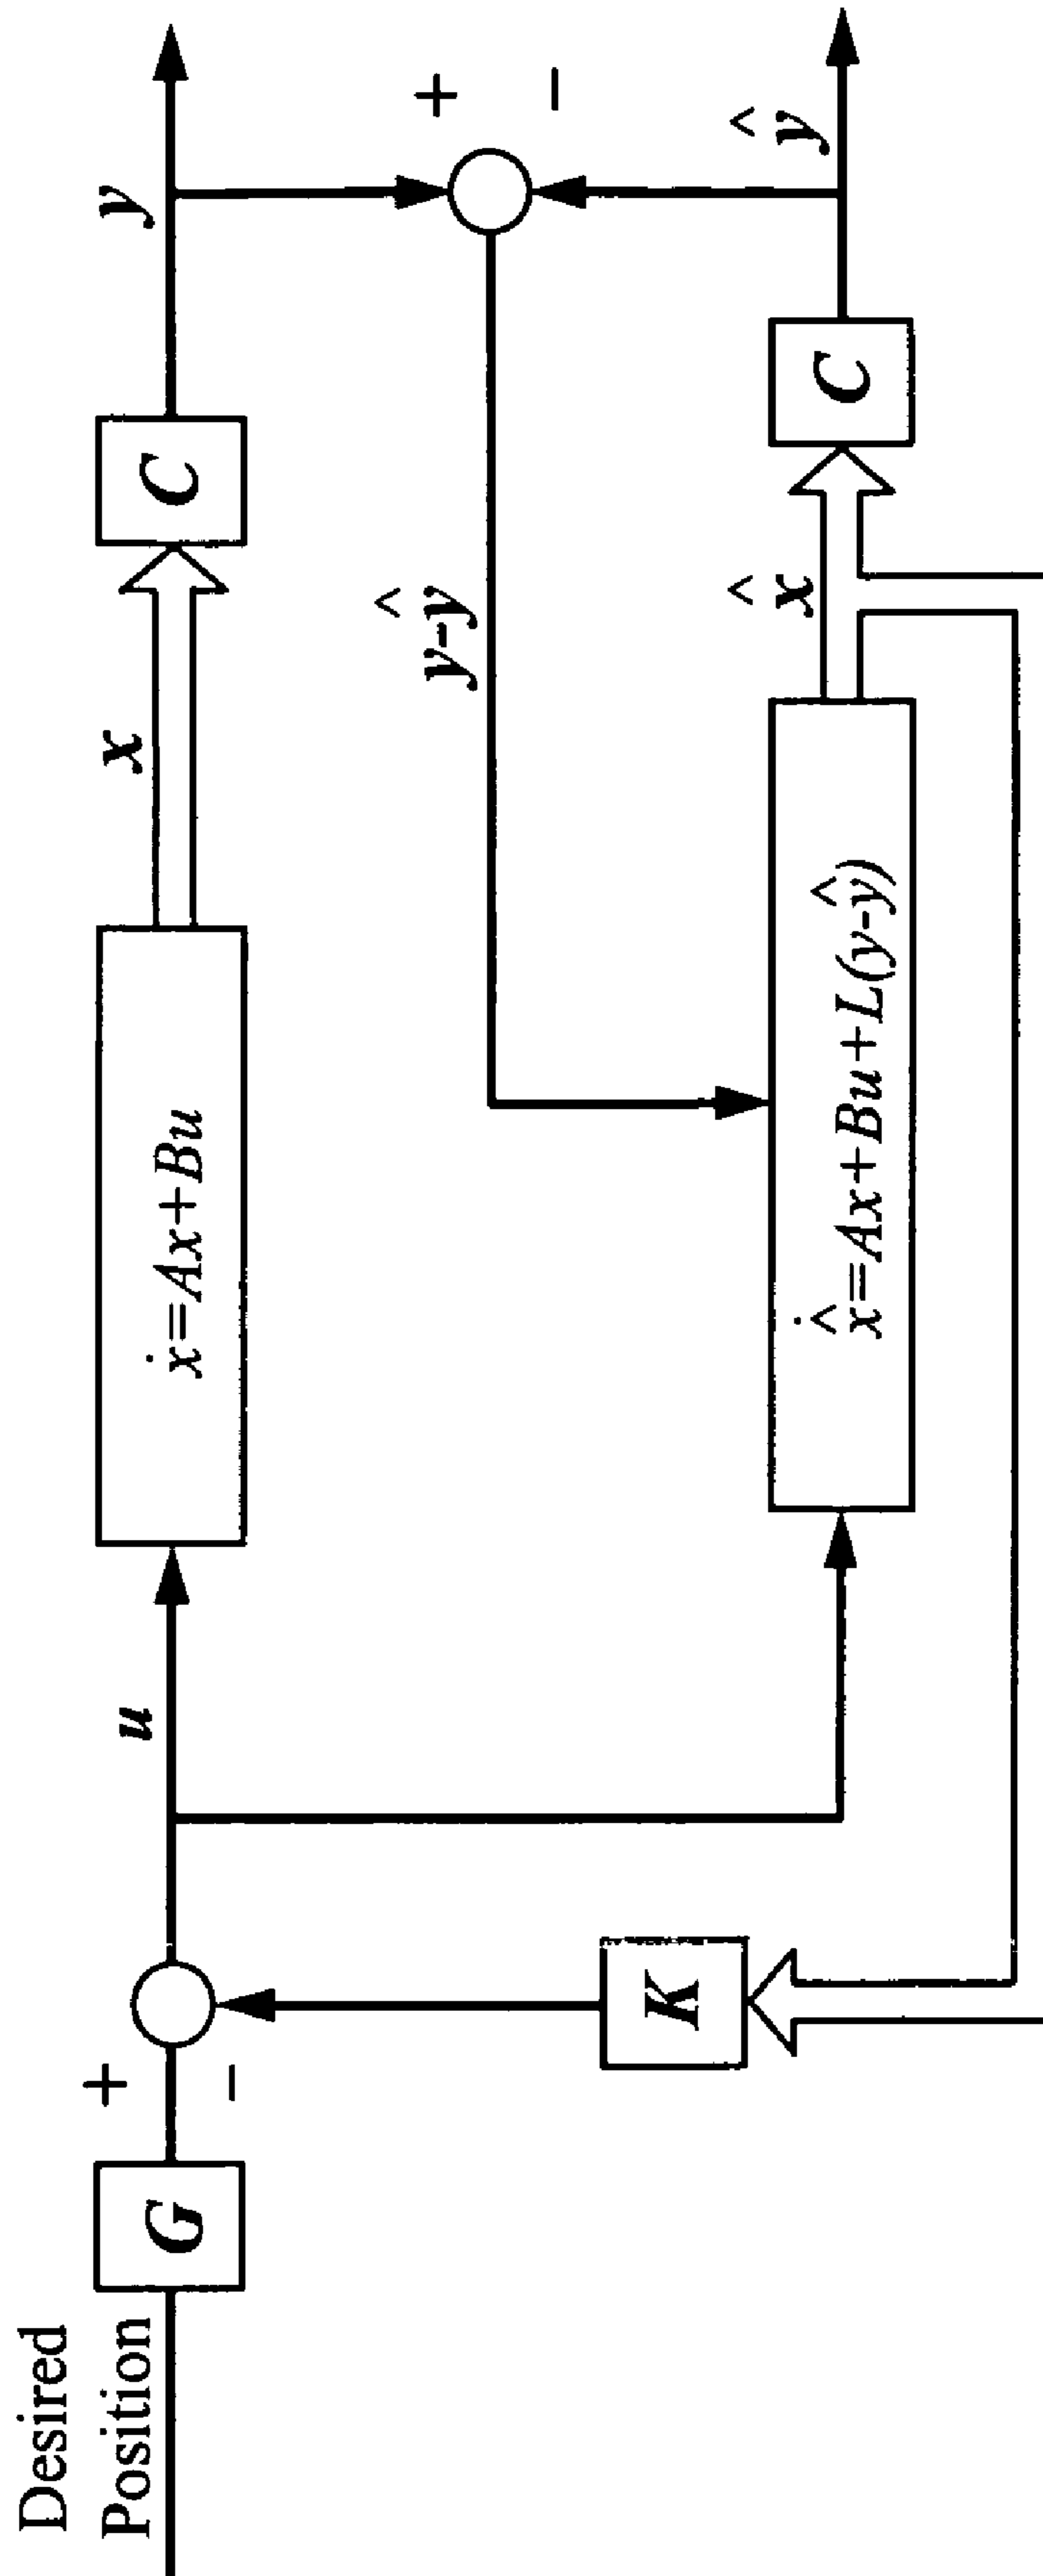 Desired
Position
G
+
−
u
ẋ=Ax+Bu
x
C
y
+
−
y-ŷ
K
x̂̇=Ax+Bu+L(y-ŷ)
x̂
C
ŷ